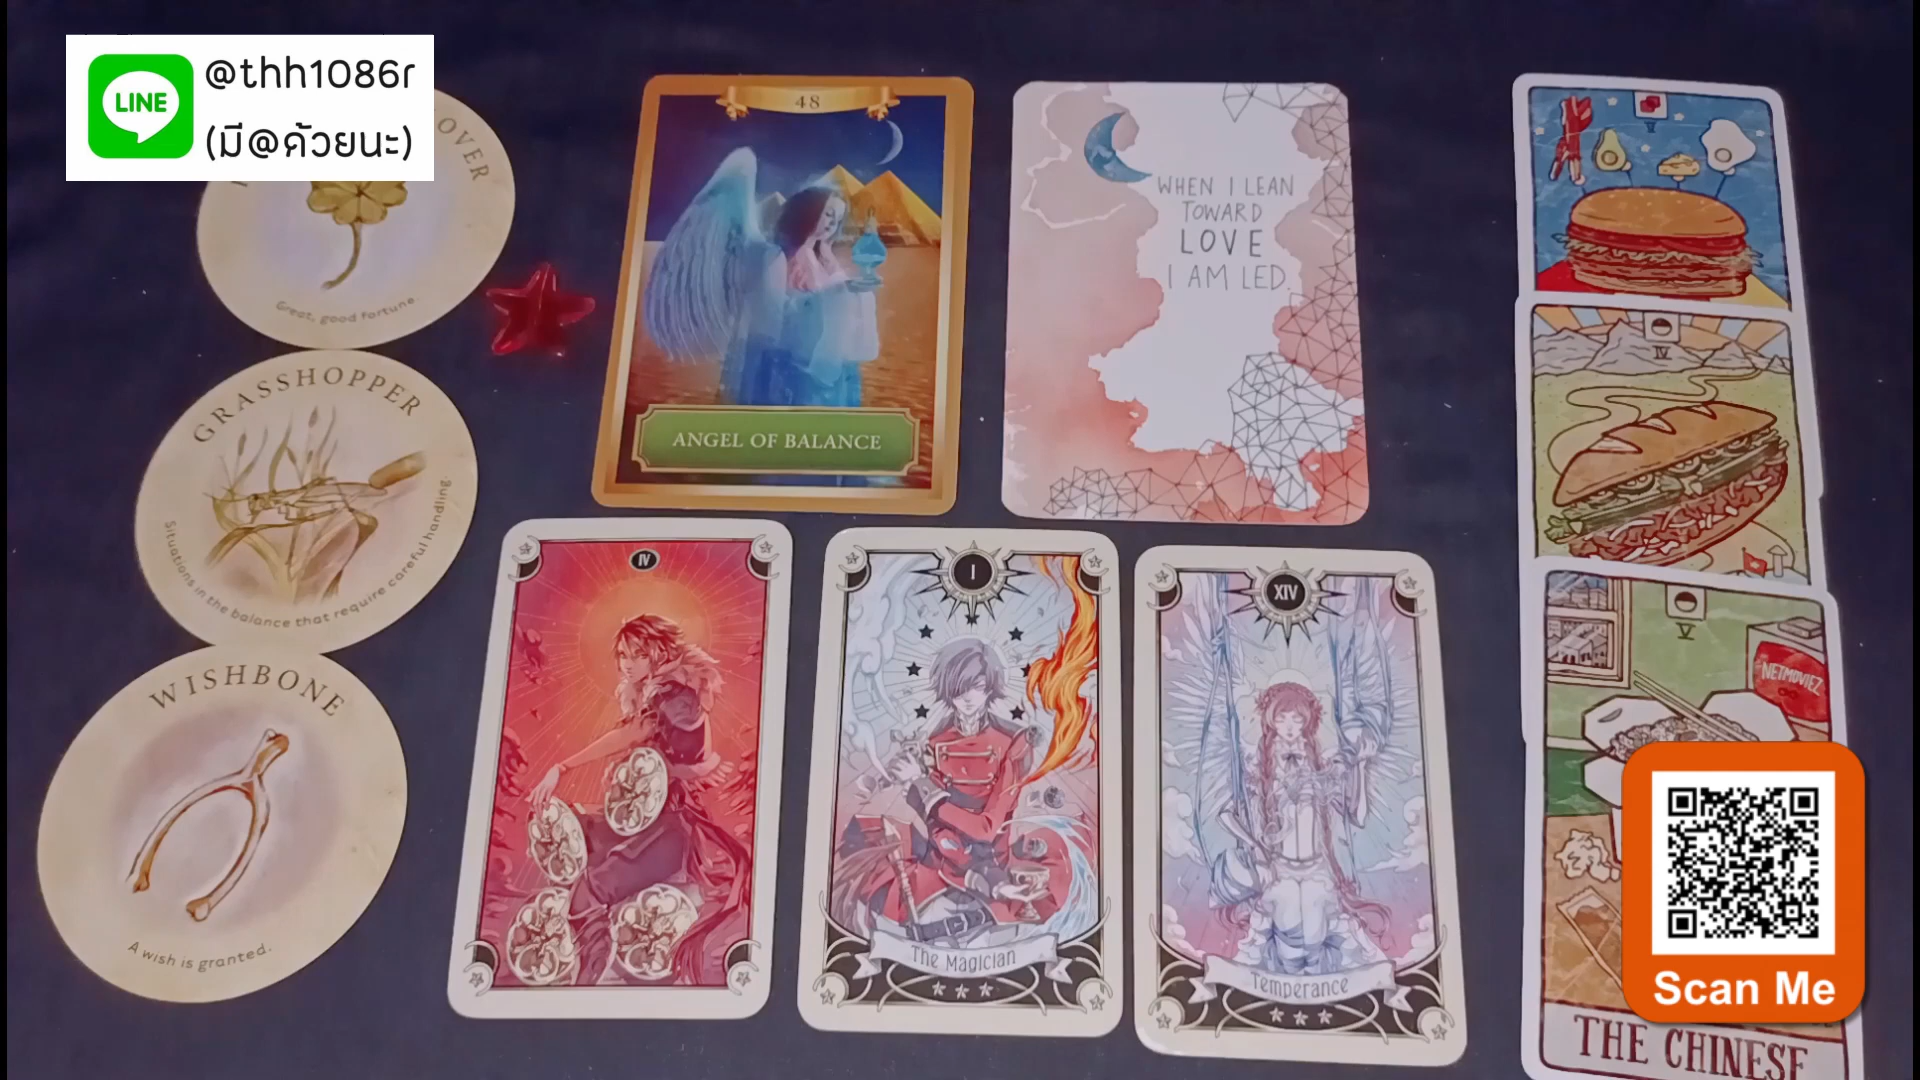 LINE
@thh1086r
(มี@ด้วยนะ)
OVER
Great, good fortune.
GRASSHOPPER
Situations in the balance that require careful handling.
WISHBONE
A wish is granted.
48
ANGEL OF BALANCE
WHEN I LEAN
TOWARD
LOVE
I AM LED.
IV
I
The Magician
XIV
Temperance
V
IV
V
NETMOVIEZ
Scan Me
THE CHINESE